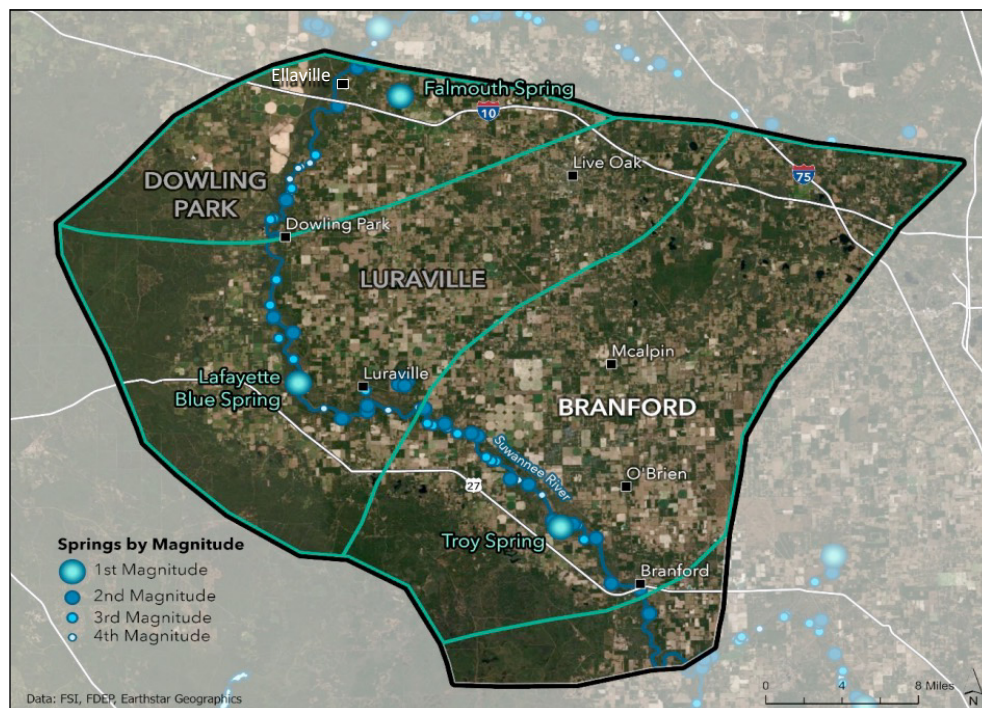 Ellaville
Falmouth Spring
10
Live Oak
75
DOWLING
PARK
Dowling Park
LURAVILLE
Mcalpin
Lafayette
Blue Spring
Luraville
BRANFORD
Suwannee River
O'Brien
27
Troy Spring
Branford
Springs by Magnitude
1st Magnitude
2nd Magnitude
3rd Magnitude
4th Magnitude
Data: FSI, FDEP, Earthstar Geographics
0 4 8 Miles
N